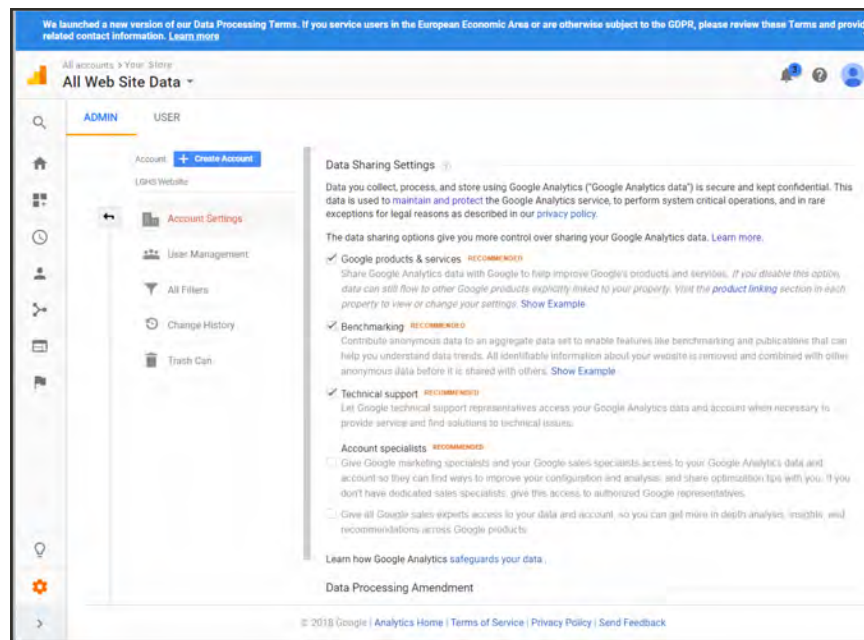 We launched a new version of our Data Processing Terms. If you service users in the European Economic Area or are otherwise subject to the GDPR, please review these Terms and provid
related contact information. Learn more
All accounts > Your Store
All Web Site Data
3
ADMIN
USER
Account
+ Create Account
LGHS Website
Account Settings
User Management
All Filters
Change History
Trash Can
Data Sharing Settings
Data you collect, process, and store using Google Analytics ("Google Analytics data") is secure and kept confidential. This
data is used to maintain and protect the Google Analytics service, to perform system critical operations, and in rare
exceptions for legal reasons as described in our privacy policy.
The data sharing options give you more control over sharing your Google Analytics data. Learn more.
Google products & services RECOMMENDED
Share Google Analytics data with Google to help improve Google's products and services. If you disable this option,
data can still flow to other Google products explicitly linked to your property. Visit the product linking section in each
property to view or change your settings. Show Example
Benchmarking RECOMMENDED
Contribute anonymous data to an aggregate data set to enable features like benchmarking and publications that can
help you understand data trends. All identifiable information about your website is removed and combined with other
anonymous data before it is shared with others. Show Example
Technical support RECOMMENDED
Let Google technical support representatives access your Google Analytics data and account when necessary to
provide service and find solutions to technical issues.
Account specialists RECOMMENDED
Give Google marketing specialists and your Google sales specialists access to your Google Analytics data and
account so they can find ways to improve your configuration and analysis, and share optimization tips with you. If you
don't have dedicated sales specialists, give this access to authorized Google representatives.
Give all Google sales experts access to your data and account, so you can get more in depth analysis, insights, and
recommendations across Google products.
Learn how Google Analytics safeguards your data .
Data Processing Amendment
© 2018 Google | Analytics Home | Terms of Service | Privacy Policy | Send Feedback